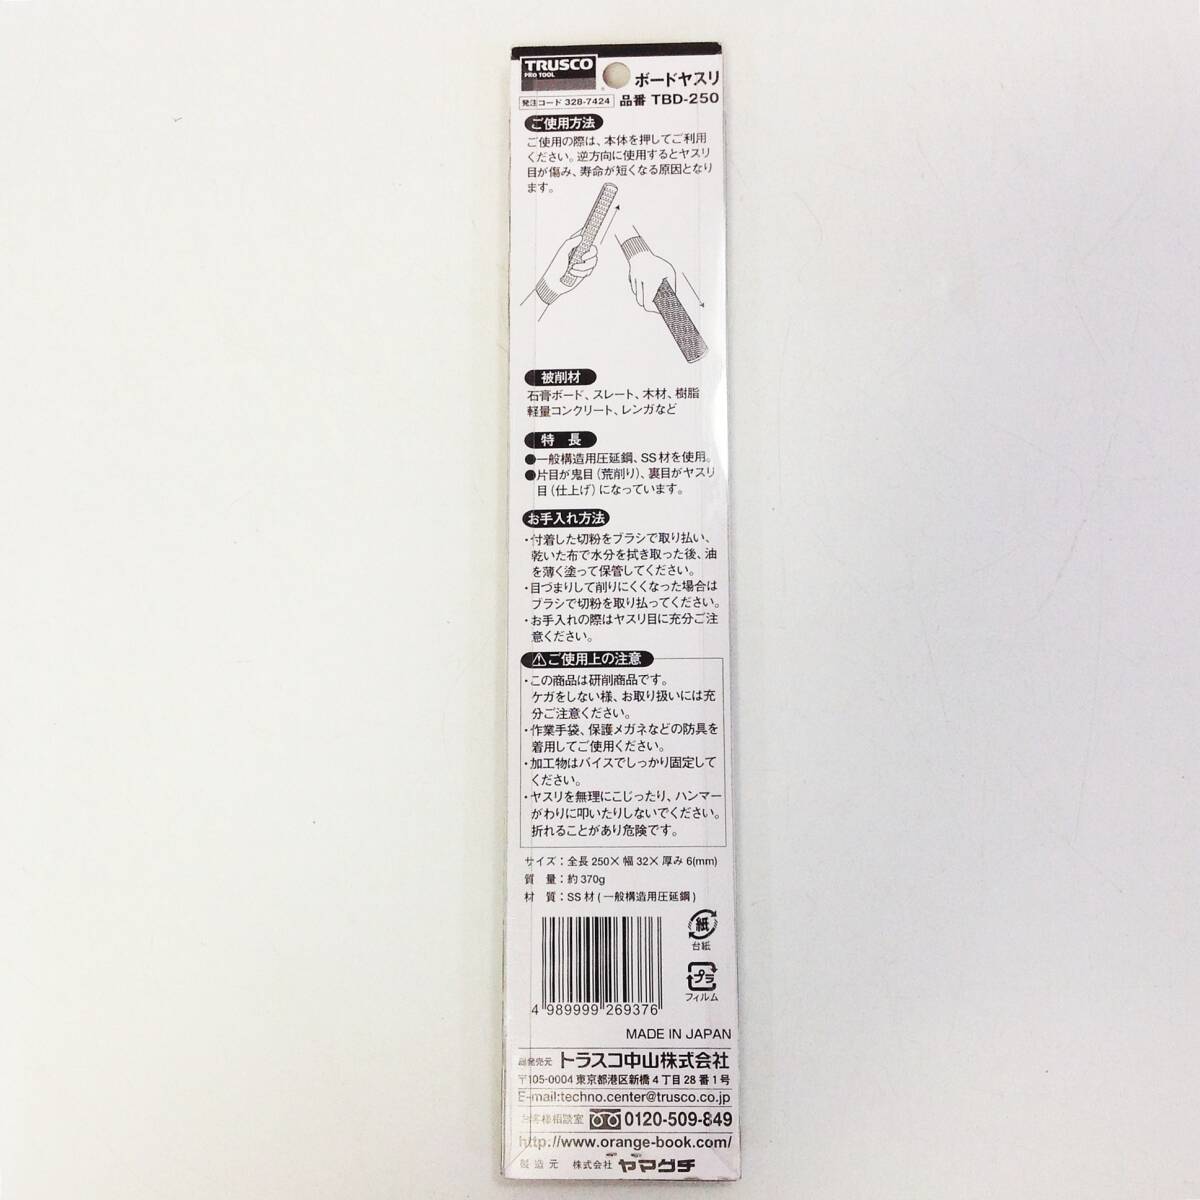 TRUSCO
PRO TOOL
ボードヤスリ
発注コード 328-7424
品番 TBD-250
ご使用方法
ご使用の際は、本体を押してご利用
ください。逆方向に使用するとヤスリ
目が傷み、寿命が短くなる原因となり
ます。
被削材
石膏ボード、スレート、木材、樹脂
軽量コンクリート、レンガなど
特長
●一般構造用圧延鋼、SS材を使用。
●片目が鬼目(荒削り)、裏目がヤスリ
目(仕上げ)になっています。
お手入れ方法
・付着した切粉をブラシで取り払い、
乾いた布で水分を拭き取った後、油
を薄く塗って保管してください。
・目づまりして削りにくくなった場合は
ブラシで切粉を取り払ってください。
・お手入れの際はヤスリ目に充分ご注
意ください。
⚠ご使用上の注意
・この商品は研削商品です。
ケガをしない様、お取り扱いには充
分ご注意ください。
・作業手袋、保護メガネなどの防具を
着用してご使用ください。
・加工物はバイスでしっかり固定して
ください。
・ヤスリを無理にこじったり、ハンマー
がわりに叩いたりしないでください。
折れることがあり危険です。
サイズ：全長250×幅32×厚み6(mm)
質 量：約370g
材 質：SS材(一般構造用圧延鋼)
紙
台紙
プラ
フィルム
4 989999 269376
MADE IN JAPAN
発売元 トラスコ中山株式会社
〒105-0004 東京都港区新橋4丁目28番1号
E-mail:techno.center@trusco.co.jp
お客様相談室 0120-509-849
http://www.orange-book.com/
製造元 株式会社 ヤマグチ